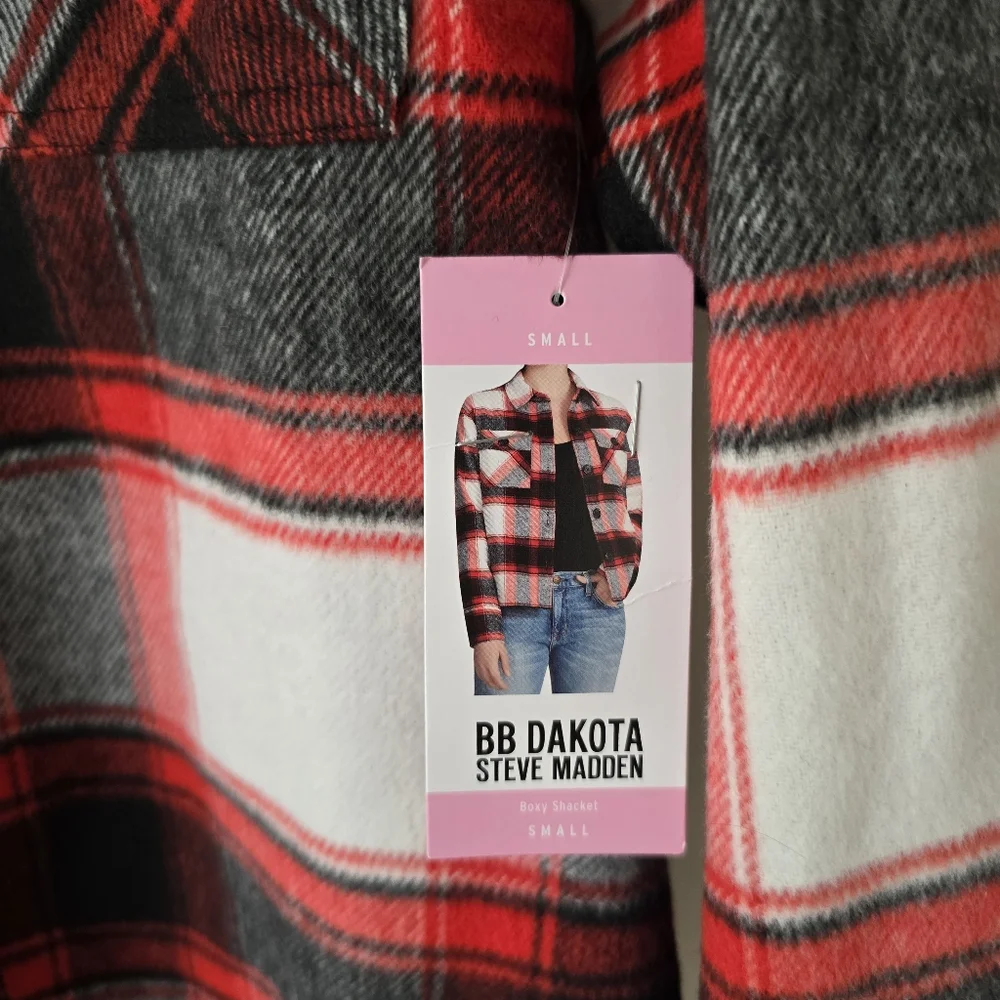 SMALL
BB DAKOTA
STEVE MADDEN
Boxy Shacket
SMALL